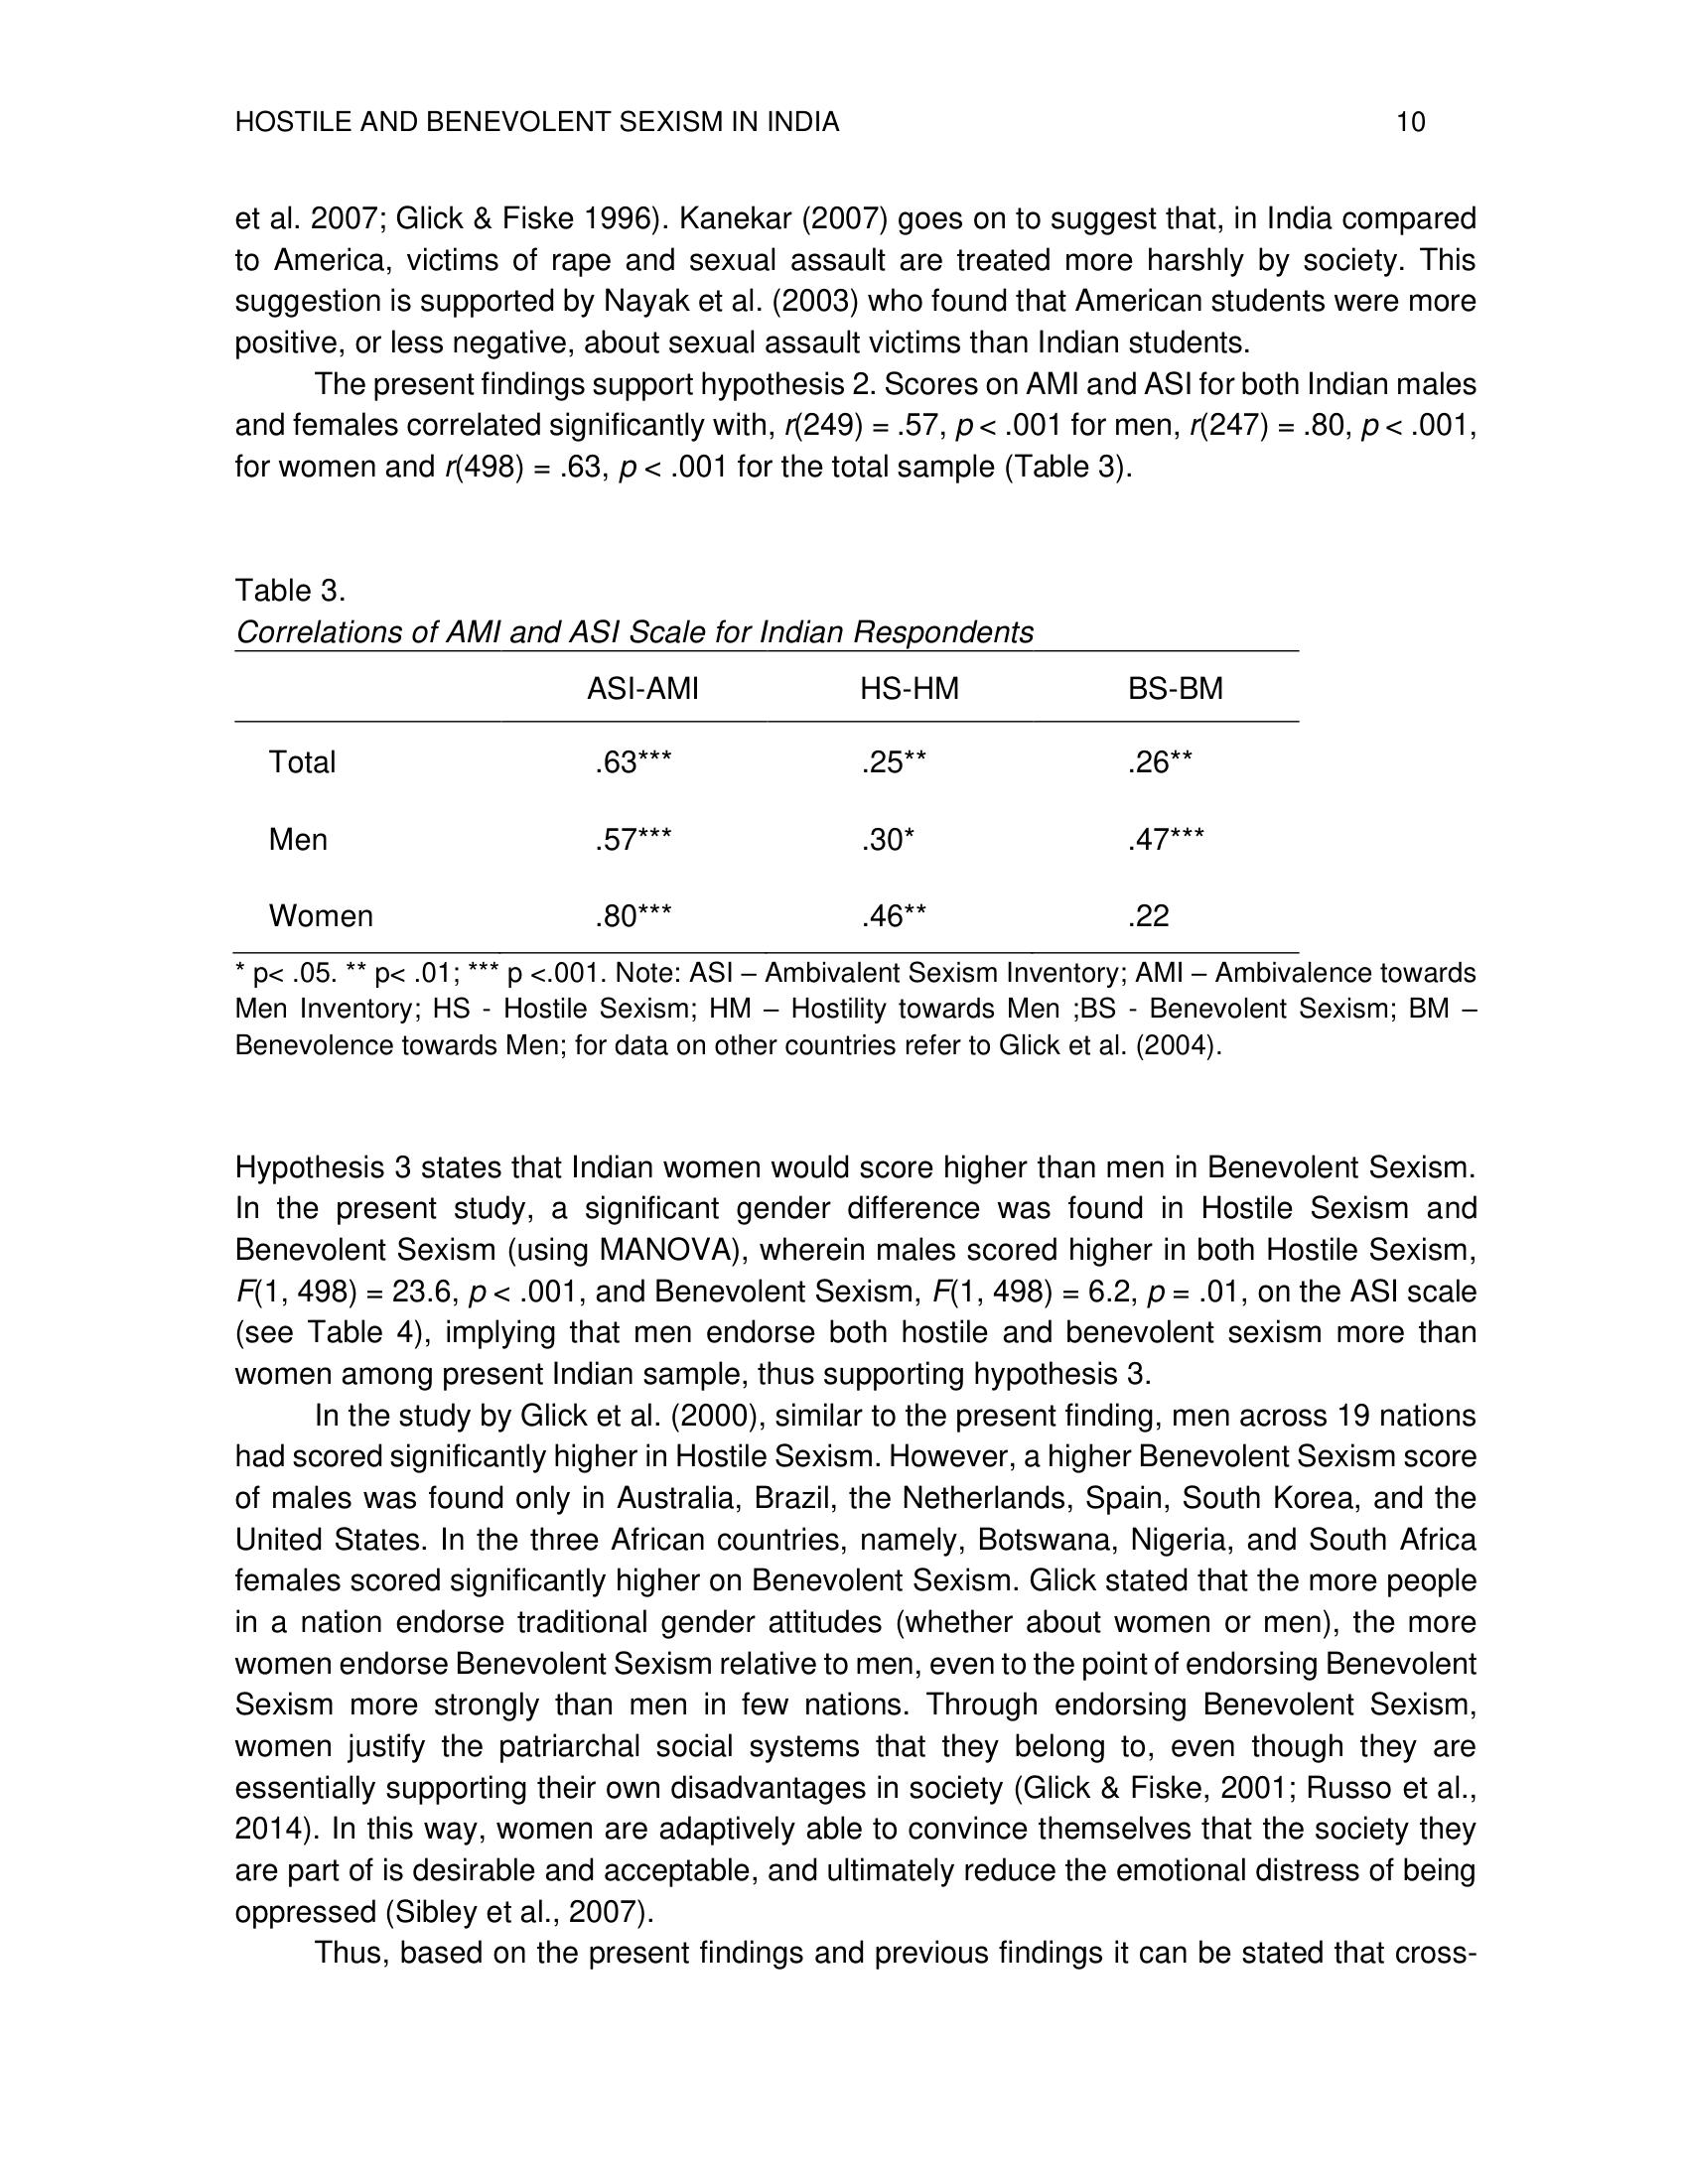 HOSTILE AND BENEVOLENT SEXISM IN INDIA 10
et al. 2007; Glick & Fiske 1996). Kanekar (2007) goes on to suggest that, in India compared
to America, victims of rape and sexual assault are treated more harshly by society. This
suggestion is supported by Nayak et al. (2003) who found that American students were more
positive, or less negative, about sexual assault victims than Indian students.
The present findings support hypothesis 2. Scores on AMI and ASI for both Indian males
and females correlated significantly with, r(249) = .57, p < .001 for men, r(247) = .80, p < .001,
for women and r(498) = .63, p < .001 for the total sample (Table 3).
Table 3.
Correlations of AMI and ASI Scale for Indian Respondents
ASI-AMI HS-HM BS-BM
Total .63*** .25** .26**
Men .57*** .30* .47***
Women .80*** .46** .22
* p< .05. ** p< .01; *** p <.001. Note: ASI – Ambivalent Sexism Inventory; AMI – Ambivalence towards
Men Inventory; HS - Hostile Sexism; HM – Hostility towards Men ;BS - Benevolent Sexism; BM –
Benevolence towards Men; for data on other countries refer to Glick et al. (2004).
Hypothesis 3 states that Indian women would score higher than men in Benevolent Sexism.
In the present study, a significant gender difference was found in Hostile Sexism and
Benevolent Sexism (using MANOVA), wherein males scored higher in both Hostile Sexism,
F(1, 498) = 23.6, p < .001, and Benevolent Sexism, F(1, 498) = 6.2, p = .01, on the ASI scale
(see Table 4), implying that men endorse both hostile and benevolent sexism more than
women among present Indian sample, thus supporting hypothesis 3.
In the study by Glick et al. (2000), similar to the present finding, men across 19 nations
had scored significantly higher in Hostile Sexism. However, a higher Benevolent Sexism score
of males was found only in Australia, Brazil, the Netherlands, Spain, South Korea, and the
United States. In the three African countries, namely, Botswana, Nigeria, and South Africa
females scored significantly higher on Benevolent Sexism. Glick stated that the more people
in a nation endorse traditional gender attitudes (whether about women or men), the more
women endorse Benevolent Sexism relative to men, even to the point of endorsing Benevolent
Sexism more strongly than men in few nations. Through endorsing Benevolent Sexism,
women justify the patriarchal social systems that they belong to, even though they are
essentially supporting their own disadvantages in society (Glick & Fiske, 2001; Russo et al.,
2014). In this way, women are adaptively able to convince themselves that the society they
are part of is desirable and acceptable, and ultimately reduce the emotional distress of being
oppressed (Sibley et al., 2007).
Thus, based on the present findings and previous findings it can be stated that cross-